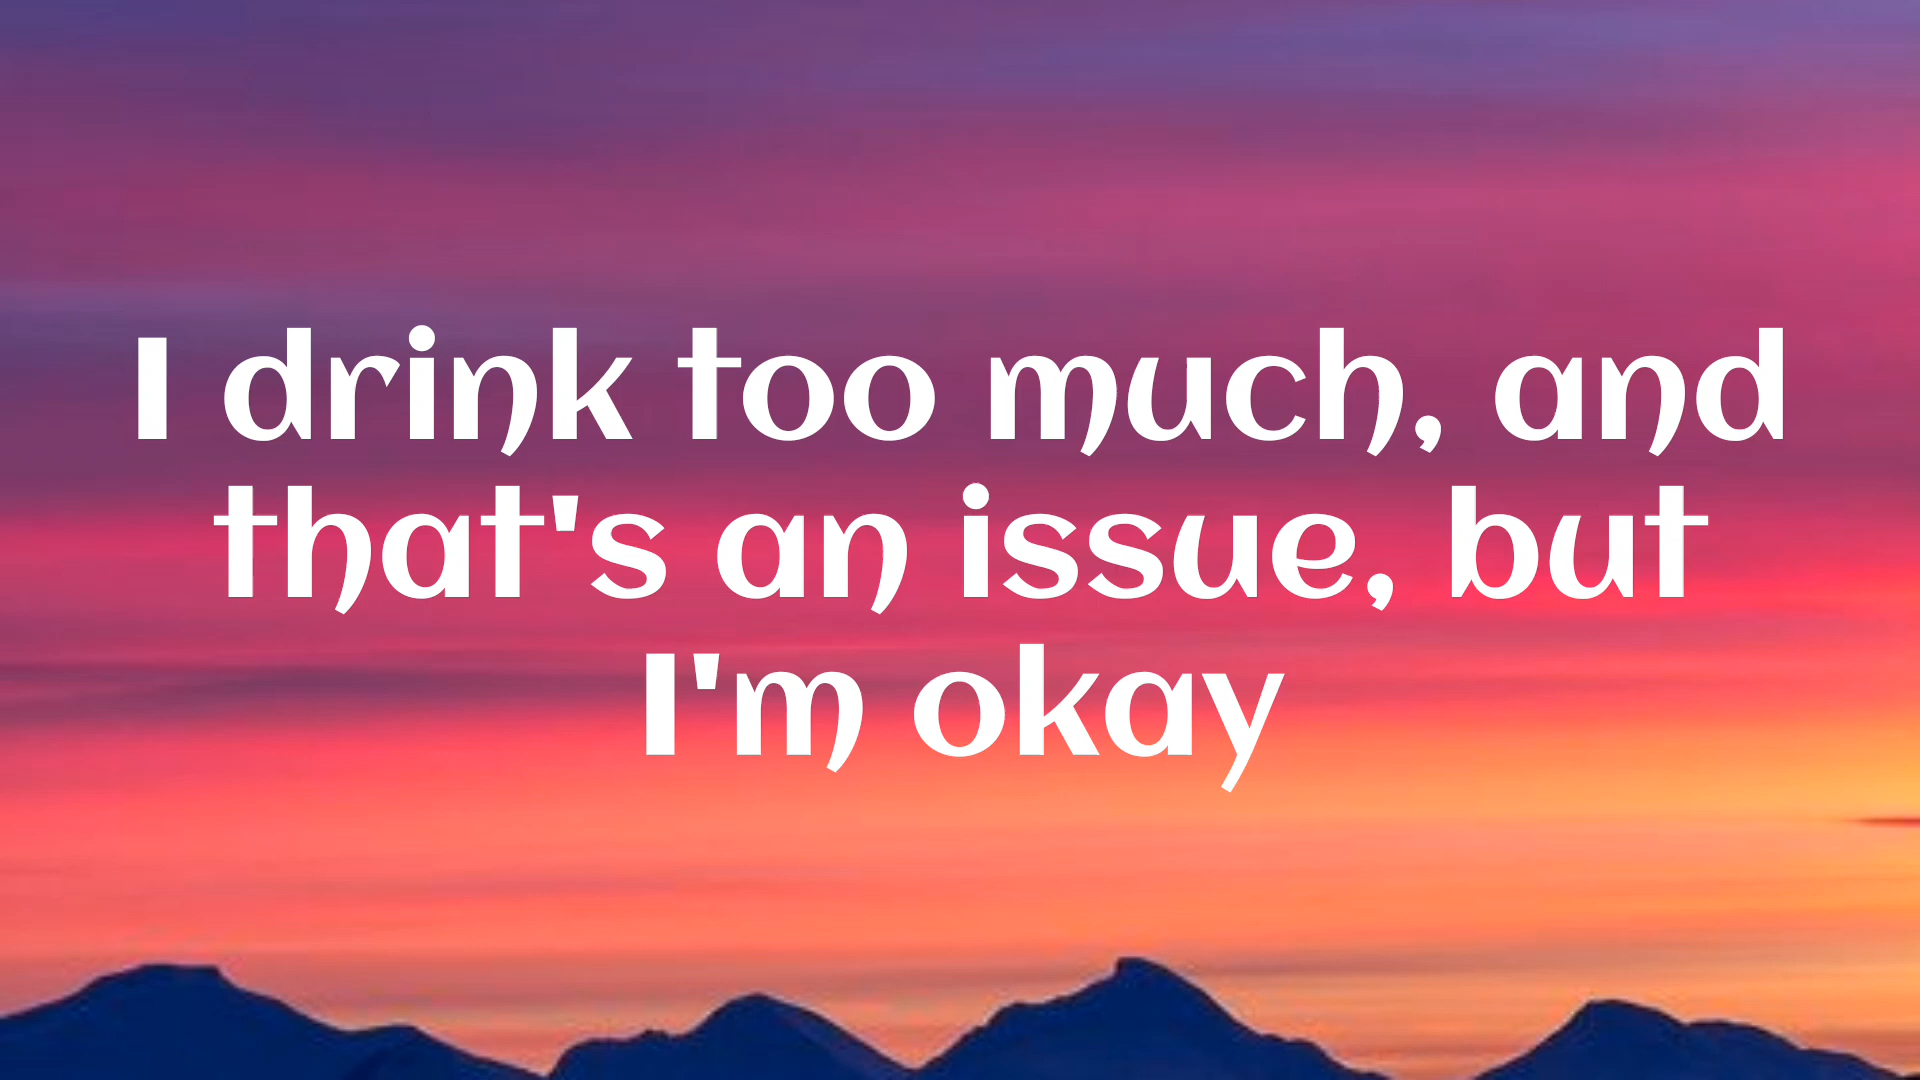 I drink too much, and
that's an issue, but
I'm okay